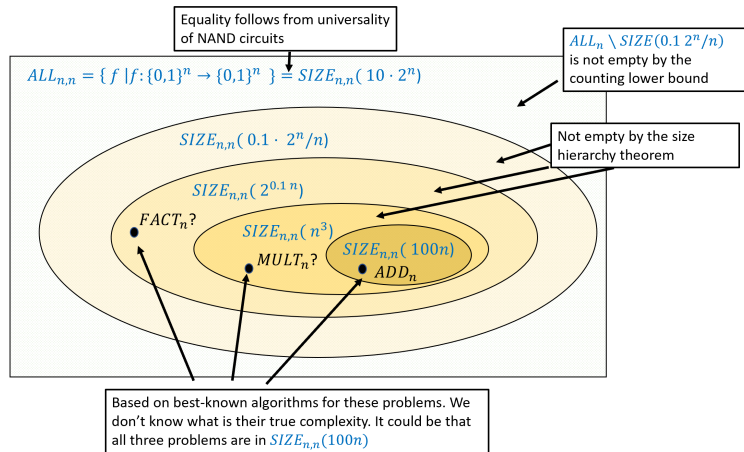 Equality follows from universality
of NAND circuits
ALL_{n,n} = { f | f: {0,1}^n → {0,1}^n } = SIZE_{n,n}( 10 · 2^n)
ALL_n \ SIZE(0.1 2^n/n)
is not empty by the
counting lower bound
SIZE_{n,n}( 0.1 · 2^n/n)
Not empty by the size
hierarchy theorem
SIZE_{n,n}( 2^{0.1 n})
FACT_n?
SIZE_{n,n}( n^3)
SIZE_{n,n}( 100n)
MULT_n?
ADD_n
Based on best-known algorithms for these problems. We
don't know what is their true complexity. It could be that
all three problems are in SIZE_{n,n}(100n)